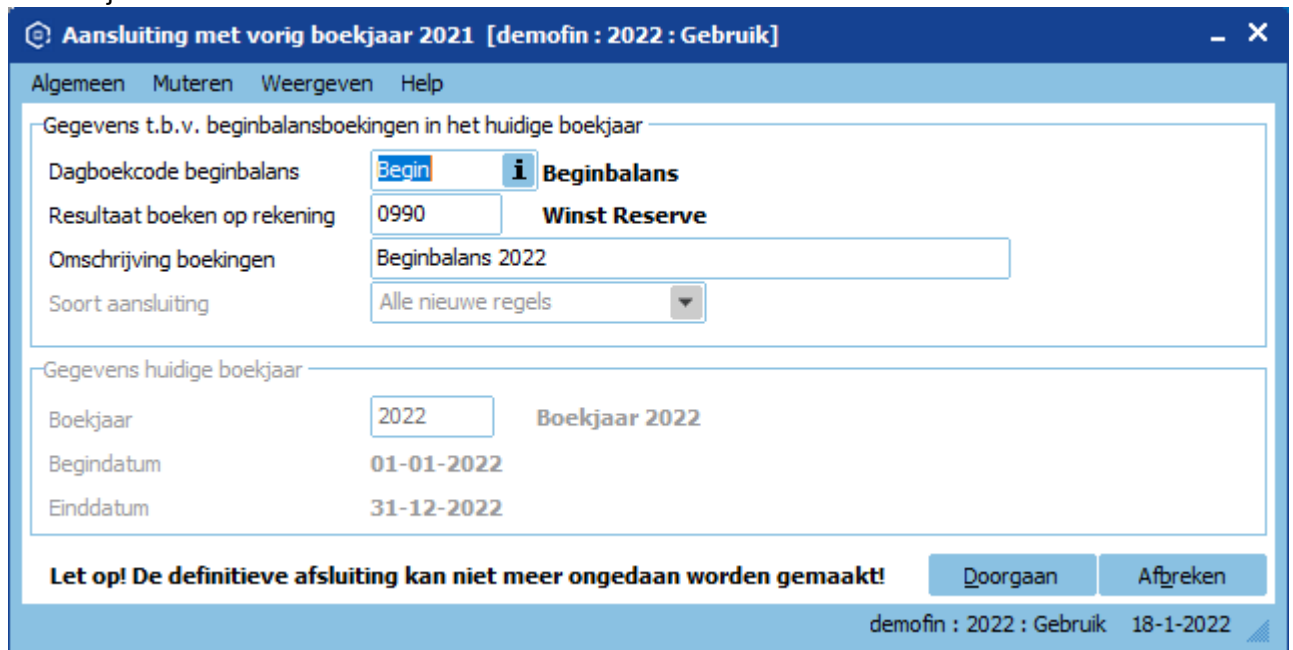 Aansluiting met vorig boekjaar 2021 [demofin : 2022 : Gebruik]
Algemeen Muteren Weergeven Help
Gegevens t.b.v. beginbalansboekingen in het huidige boekjaar
Dagboekcode beginbalans Begin i Beginbalans
Resultaat boeken op rekening 0990 Winst Reserve
Omschrijving boekingen Beginbalans 2022
Soort aansluiting Alle nieuwe regels
Gegevens huidige boekjaar
Boekjaar 2022 Boekjaar 2022
Begindatum 01-01-2022
Einddatum 31-12-2022
Let op! De definitieve afsluiting kan niet meer ongedaan worden gemaakt! Doorgaan Afbreken
demofin : 2022 : Gebruik 18-1-2022